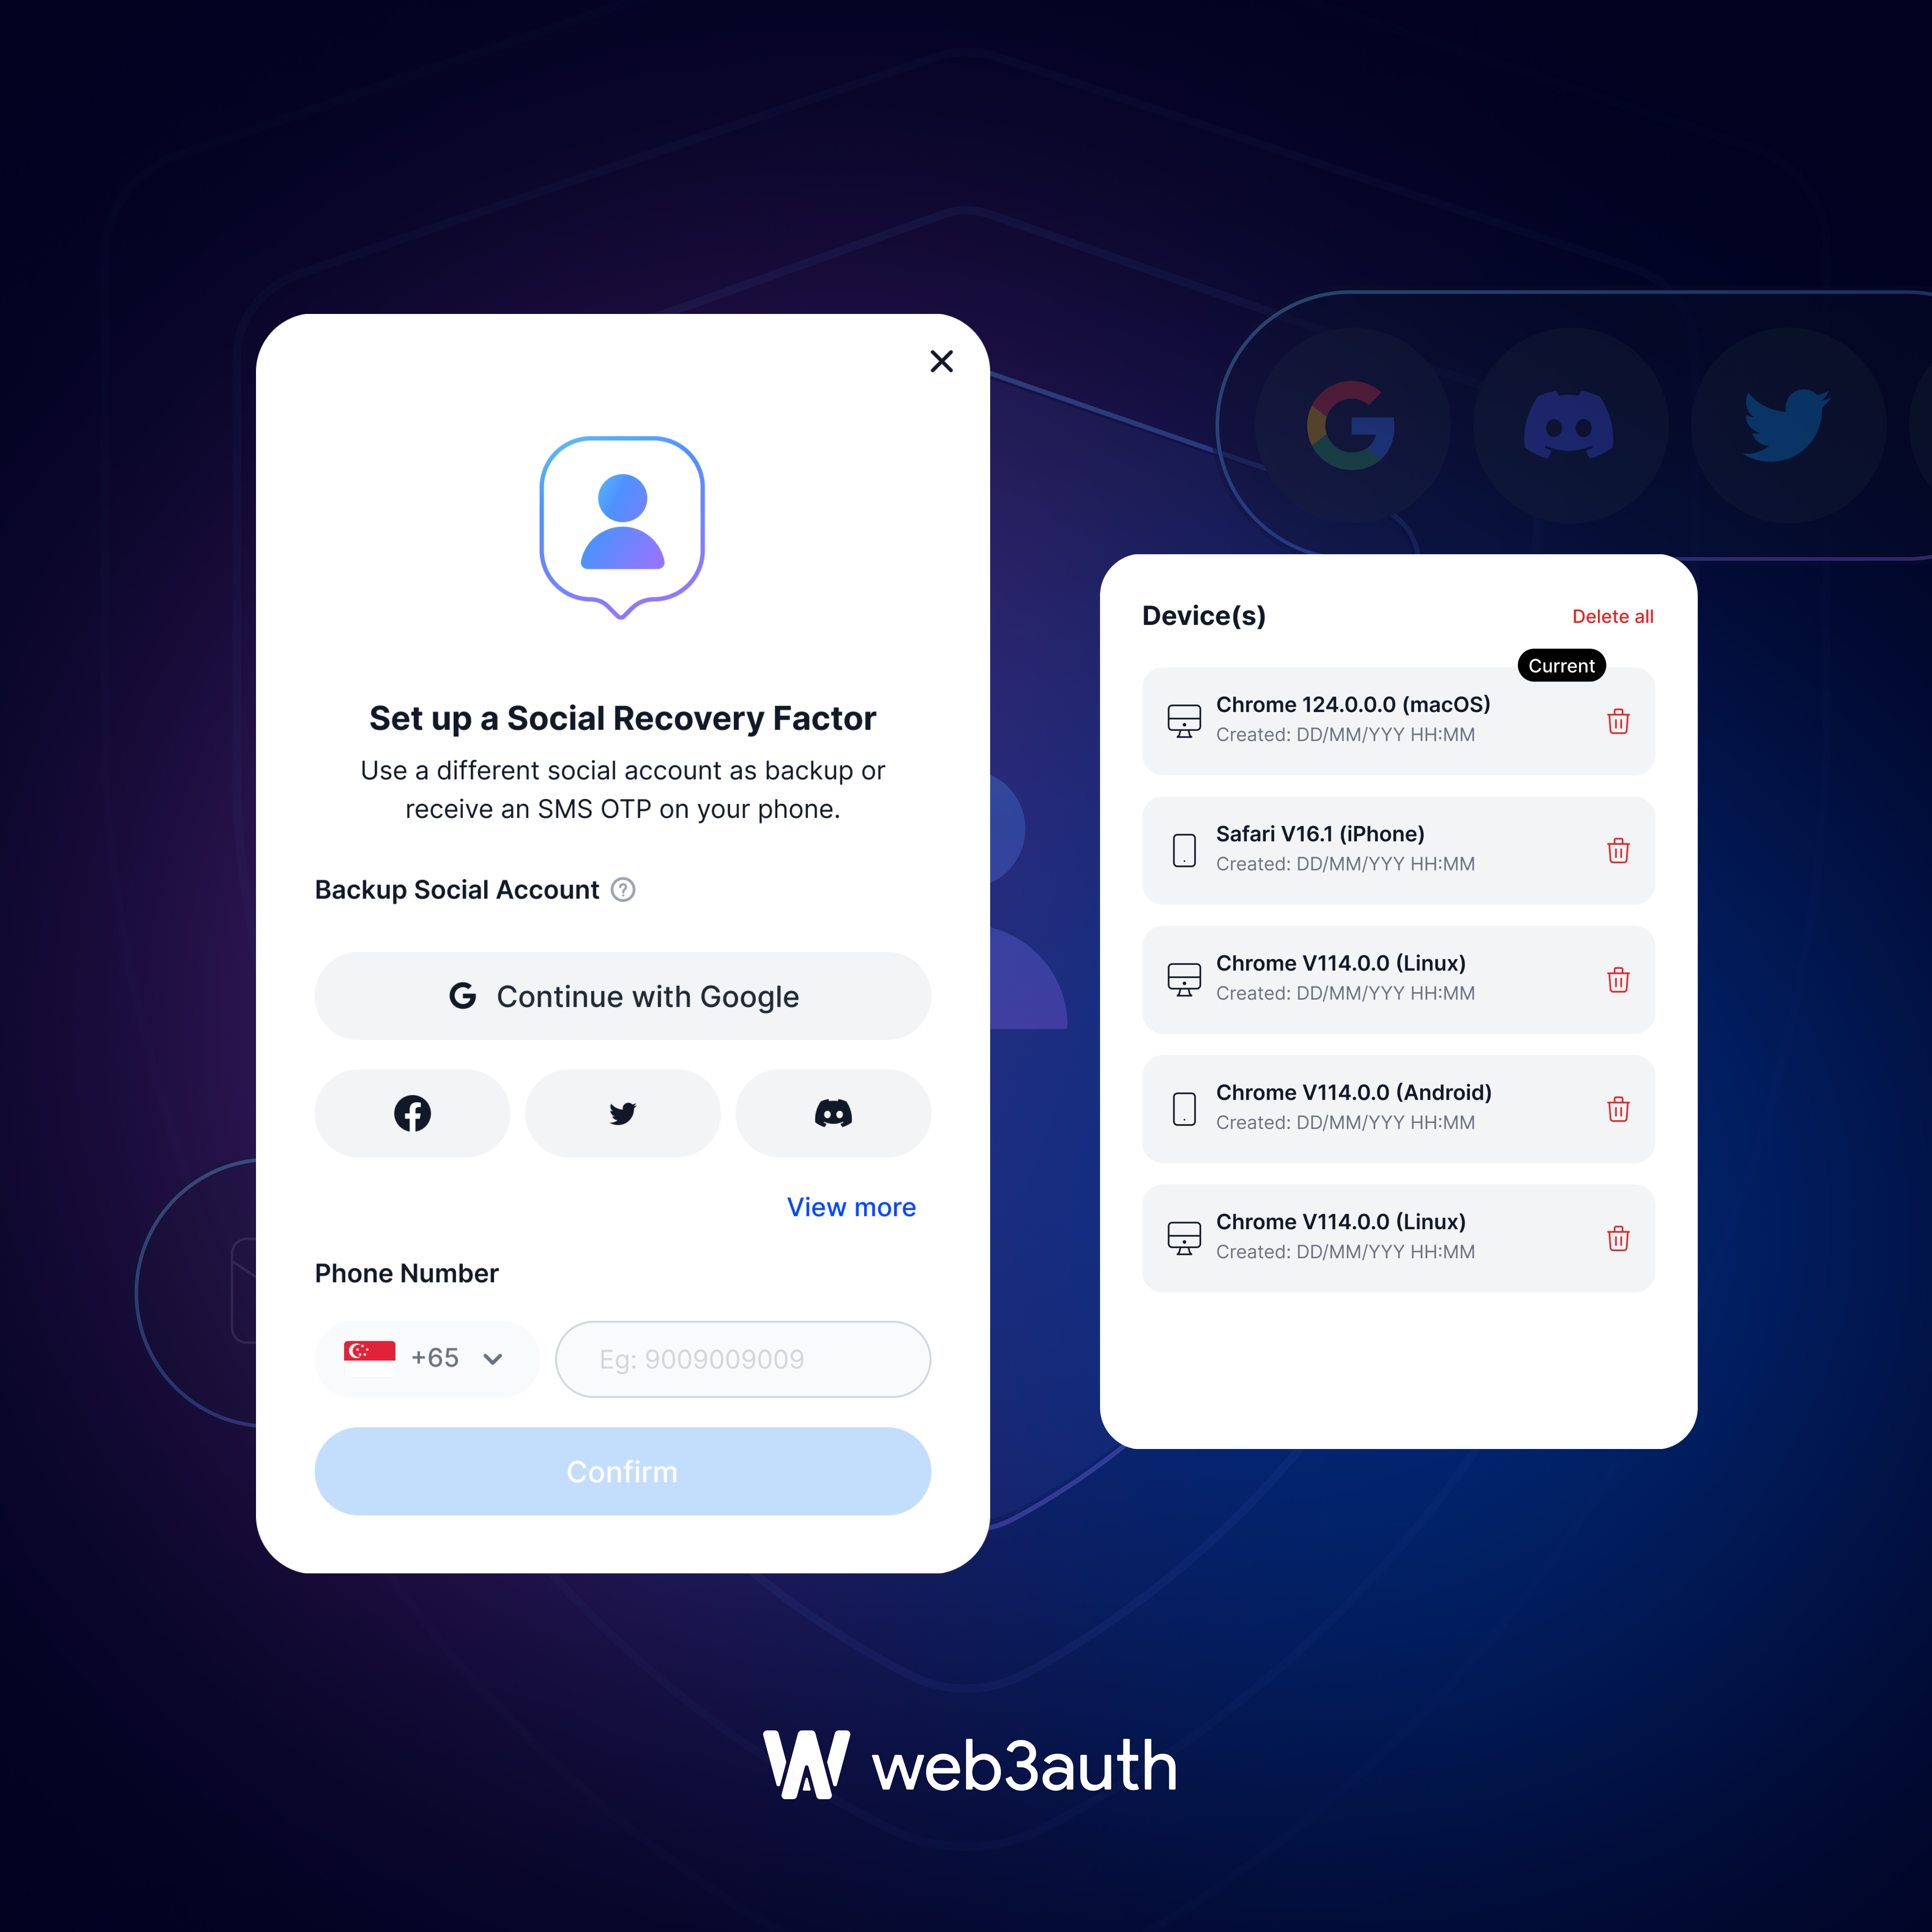 Set up a Social Recovery Factor
Use a different social account as backup or
receive an SMS OTP on your phone.
Backup Social Account ?
G Continue with Google
View more
Phone Number
+65
Eg: 9009009009
Confirm
Device(s)
Delete all
Current
Chrome 124.0.0.0 (macOS)
Created: DD/MM/YYY HH:MM
Safari V16.1 (iPhone)
Created: DD/MM/YYY HH:MM
Chrome V114.0.0 (Linux)
Created: DD/MM/YYY HH:MM
Chrome V114.0.0 (Android)
Created: DD/MM/YYY HH:MM
Chrome V114.0.0 (Linux)
Created: DD/MM/YYY HH:MM
web3auth